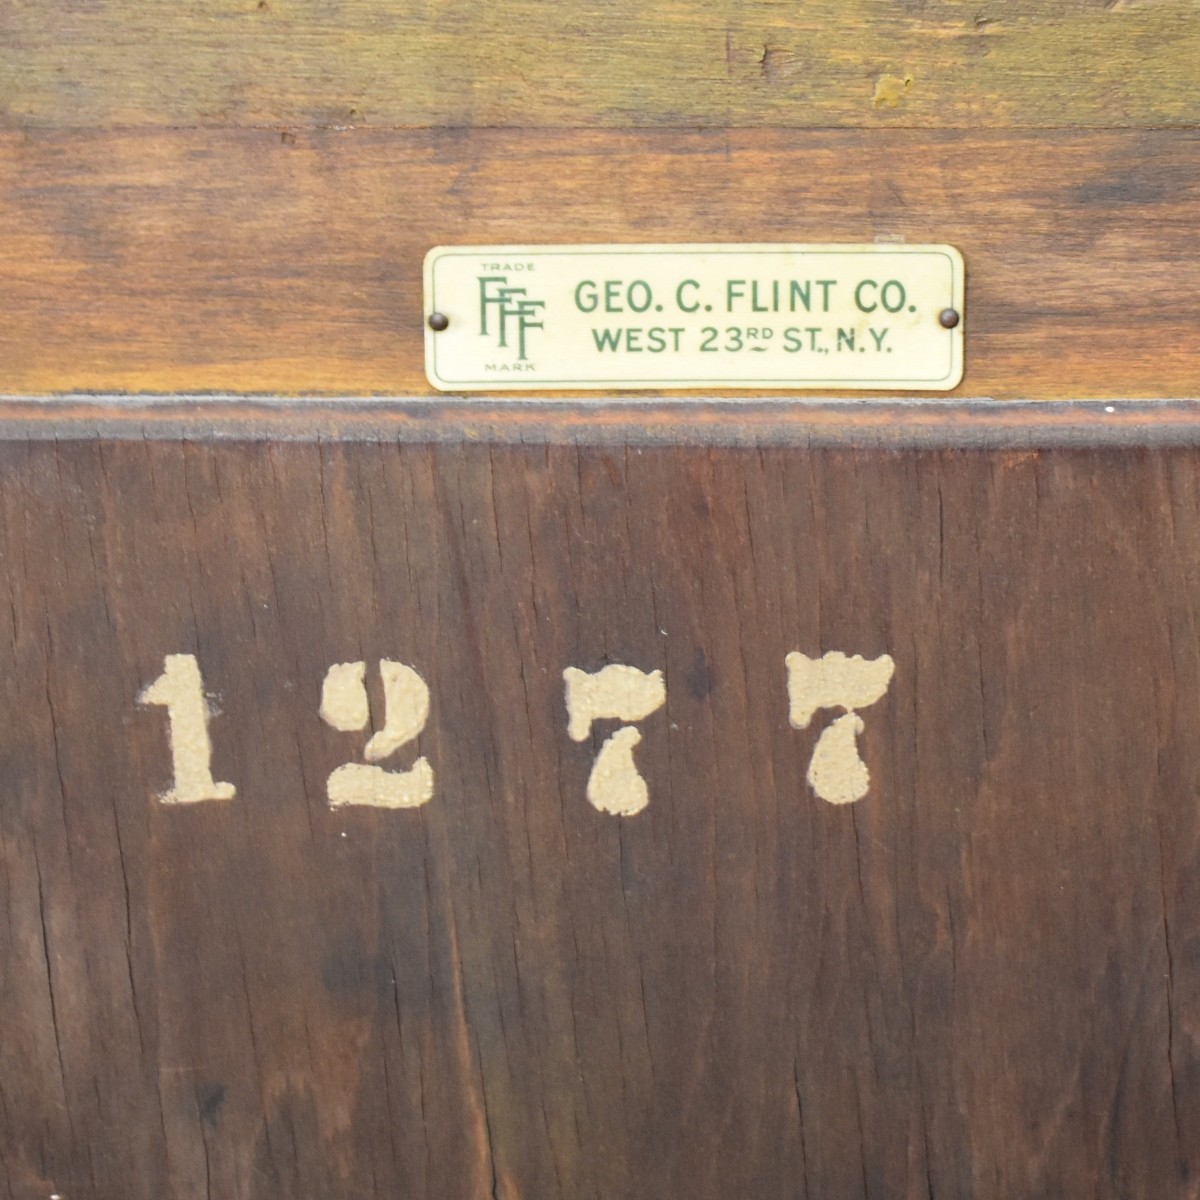 TRADE
FFF
MARK
GEO. C. FLINT CO.
WEST 23RD ST., N.Y.
1277